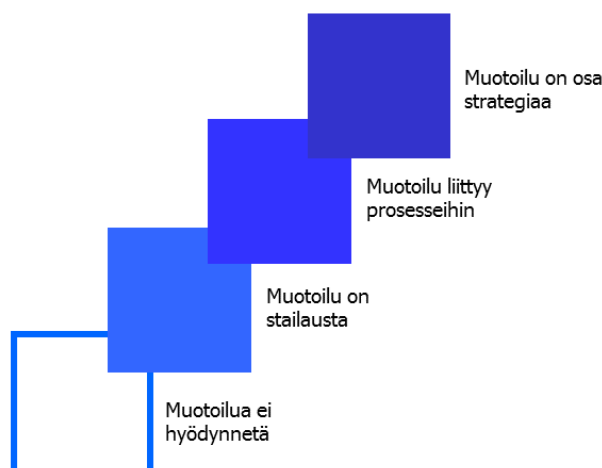 Muotoilu on osa
strategiaa
Muotoilu liittyy
prosesseihin
Muotoilu on
stailausta
Muotoilua ei
hyödynnetä